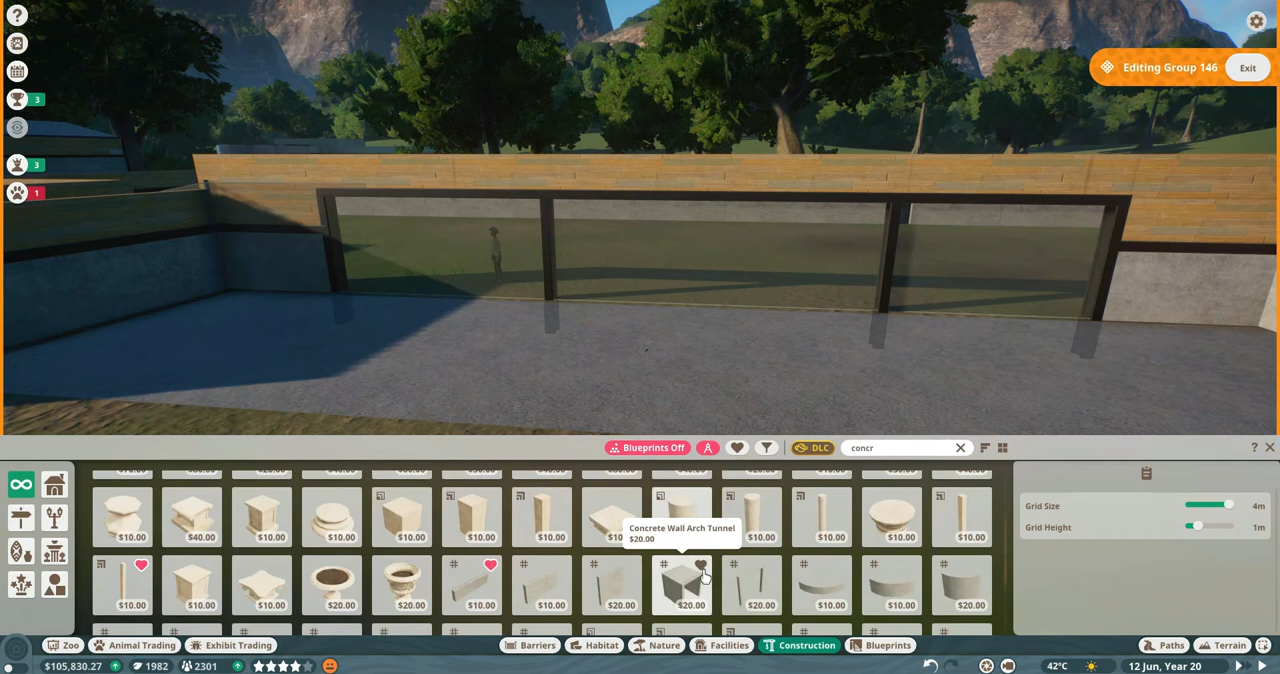 ?
3
3
1
Editing Group 146
Exit
Blueprints Off
DLC
concr
?
$10.00
$40.00
$10.00
$10.00
$10.00
$10.00
$10.00
$10.00
$10.00
$10.00
$10.00
$10.00
Concrete Wall Arch Tunnel
$20.00
$10.00
$10.00
$10.00
$20.00
$20.00
$10.00
$10.00
$20.00
$20.00
$20.00
$10.00
$10.00
$20.00
Grid Size
4m
Grid Height
1m
Zoo
Animal Trading
Exhibit Trading
Barriers
Habitat
Nature
Facilities
Construction
Blueprints
Paths
Terrain
$105,830.27
1982
2301
42°C
12 Jun, Year 20